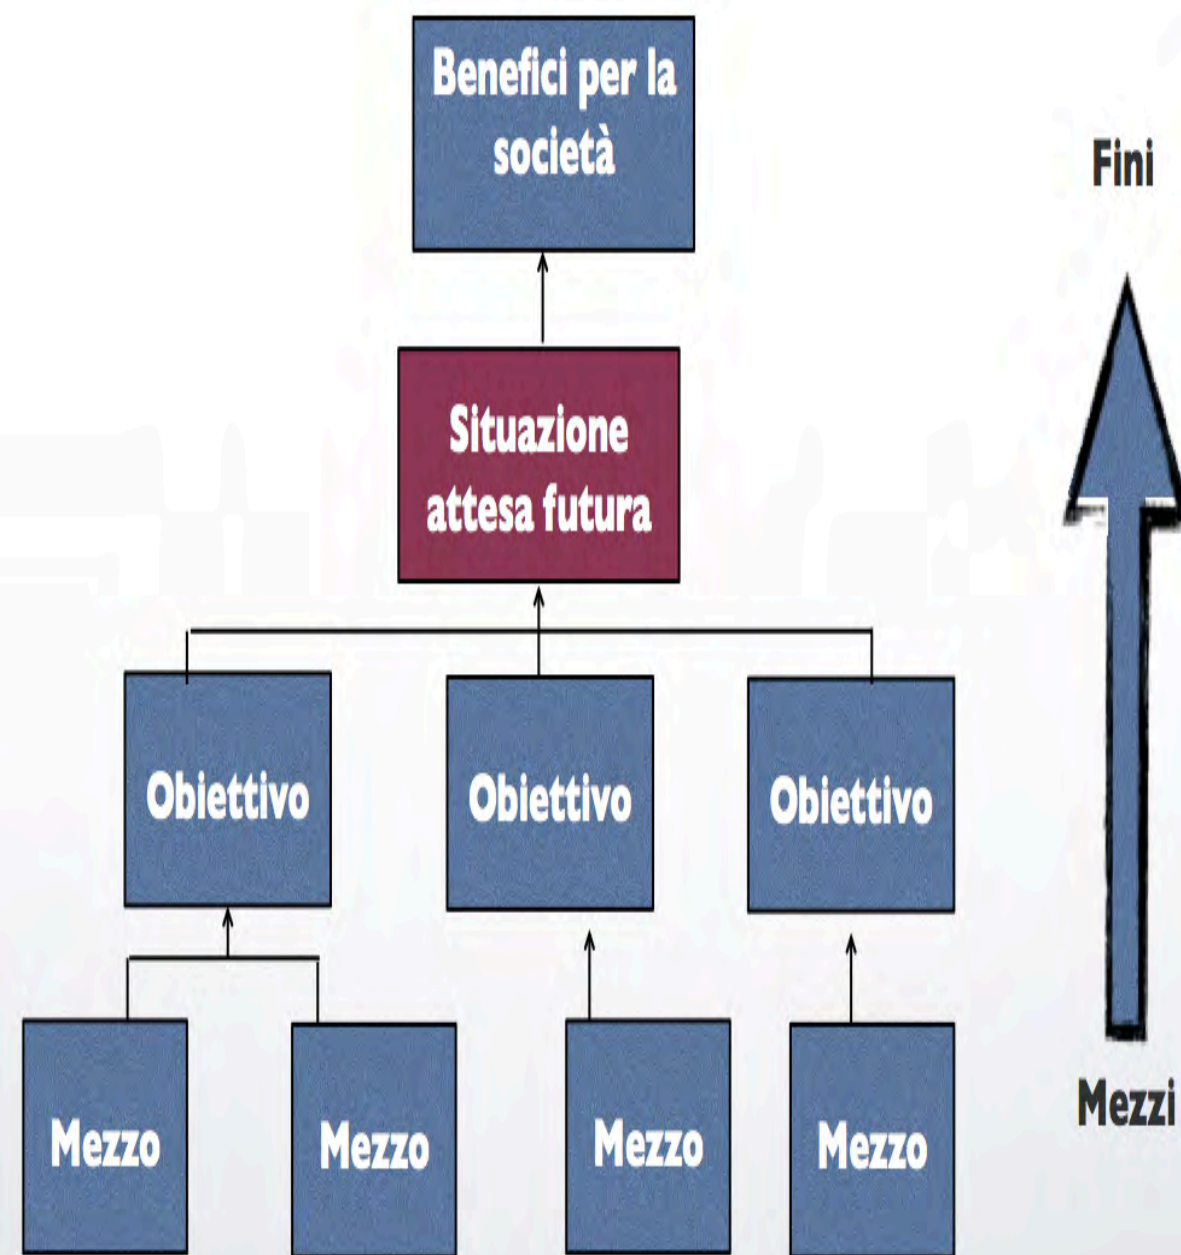 Benefici per la
società
Fini
Situazione
attesa futura
Obiettivo
Obiettivo
Obiettivo
Mezzi
Mezzo
Mezzo
Mezzo
Mezzo